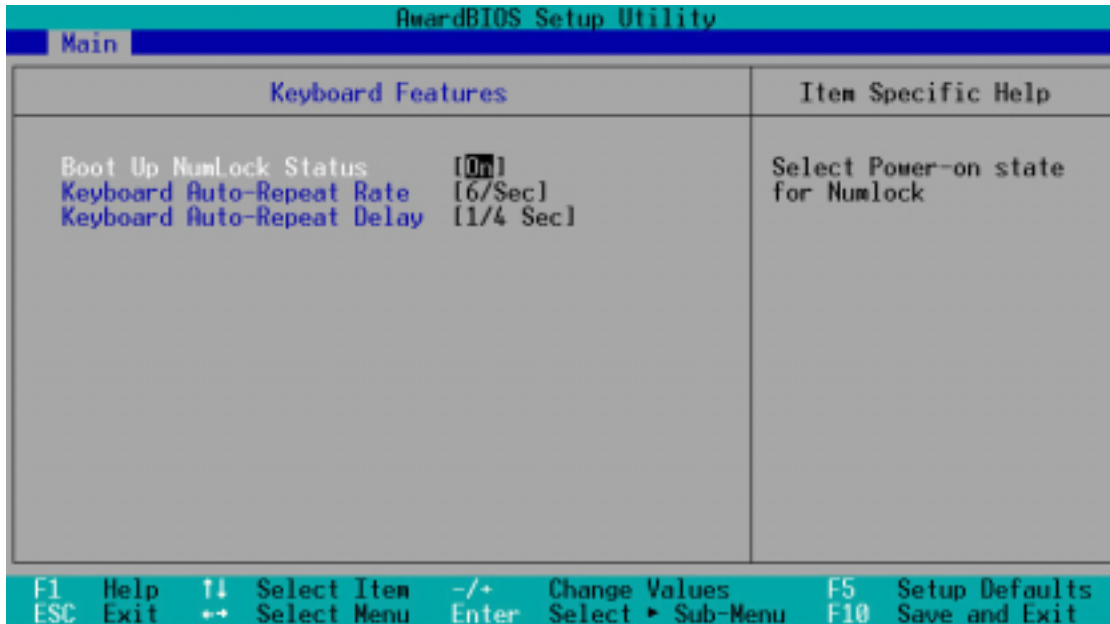 AwardBIOS Setup Utility
Main
Keyboard Features
Item Specific Help
Boot Up NumLock Status [On]
Keyboard Auto-Repeat Rate [6/Sec]
Keyboard Auto-Repeat Delay [1/4 Sec]
Select Power-on state
for Numlock
F1 Help ↑↓ Select Item -/+ Change Values F5 Setup Defaults
ESC Exit ←→ Select Menu Enter Select ► Sub-Menu F10 Save and Exit